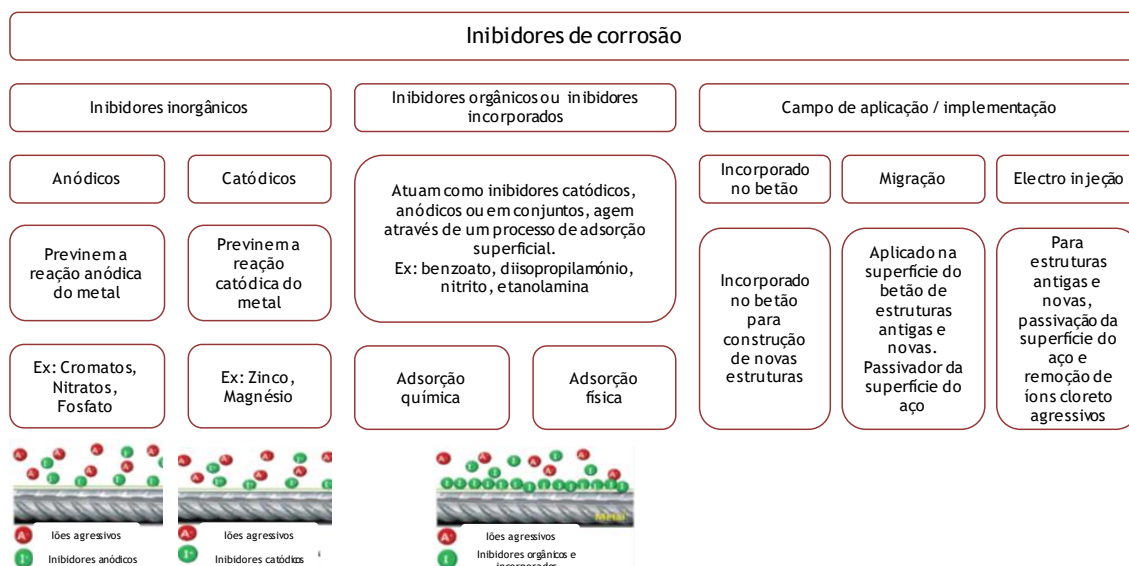 Inibidores de corrosão
Inibidores inorgânicos
Inibidores orgânicos ou inibidores
incorporados
Campo de aplicação / implementação
Anódicos
Catódicos
Atuam como inibidores catódicos,
anódicos ou em conjuntos, agem
através de um processo de adsorção
superficial.
Ex: benzoato, diisopropilamónio,
nitrito, etanolamina
Incorporado
no betão
Migração
Electro injeção
Previnem a
reação anódica
do metal
Previnem a
reação
catódica do
metal
Incorporado
no betão
para
construção
de novas
estruturas
Aplicado na
superfície do
betão de
estruturas
antigas e
novas.
Passivador da
superfície do
aço
Para
estruturas
antigas e
novas,
passivação da
superfície do
aço e
remoção de
íons cloreto
agressivos
Ex: Cromatos,
Nitratos,
Fosfato
Ex: Zinco,
Magnésio
Adsorção
química
Adsorção
física
Metal
Iões agressivos
Inibidores anódicos
Iões agressivos
Inibidores catódicos
Iões agressivos
Inibidores orgânicos e
incorporados